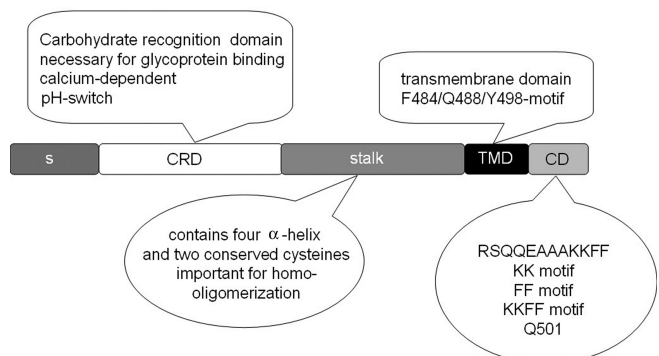 Carbohydrate recognition domain
necessary for glycoprotein binding
calcium-dependent
pH-switch
transmembrane domain
F484/Q488/Y498-motif
s
CRD
stalk
TMD
CD
contains four α-helix
and two conserved cysteines
important for homo-
oligomerization
RSQQEAAAKKFF
KK motif
FF motif
KKFF motif
Q501